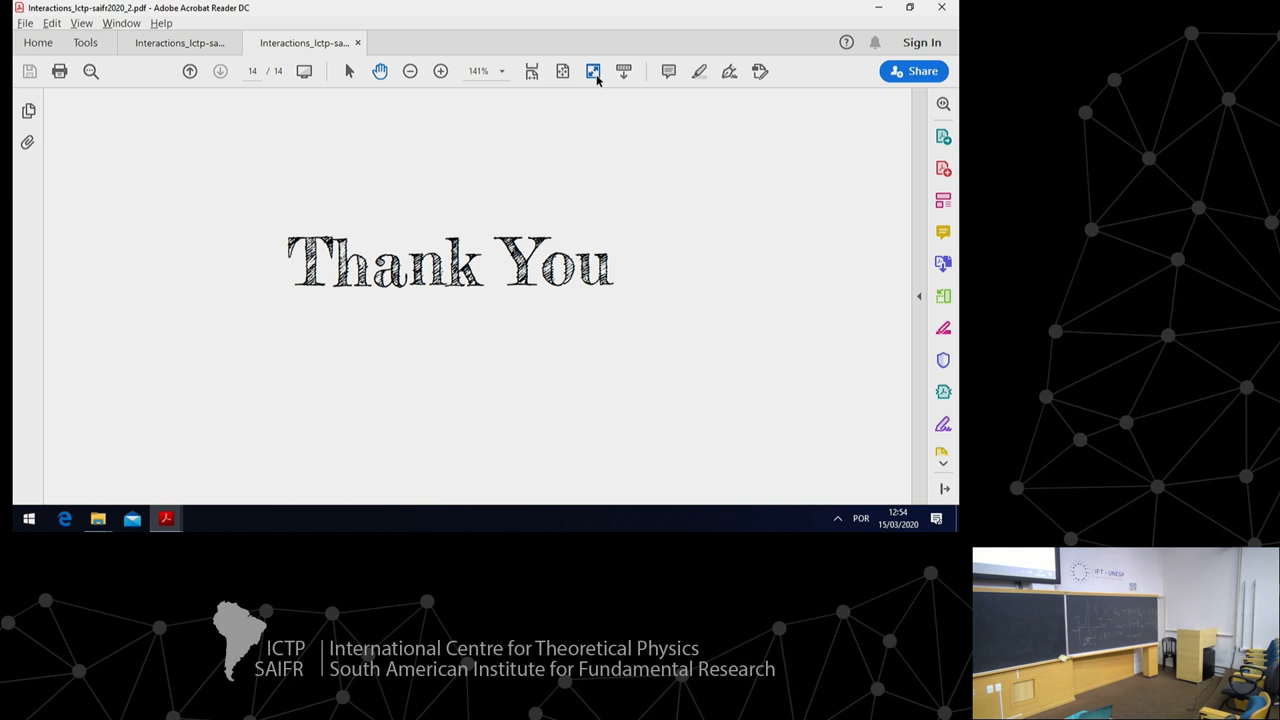 Interactions_Ictp-saifr2020_2.pdf - Adobe Acrobat Reader DC
File Edit View Window Help
Home Tools Interactions_Ictp-sa... Interactions_Ictp-sa... × Sign In
14 / 14 141% Share
Thank You
POR 12:54
15/03/2020
IFT - UNESP
ICTP International Centre for Theoretical Physics
SAIFR South American Institute for Fundamental Research